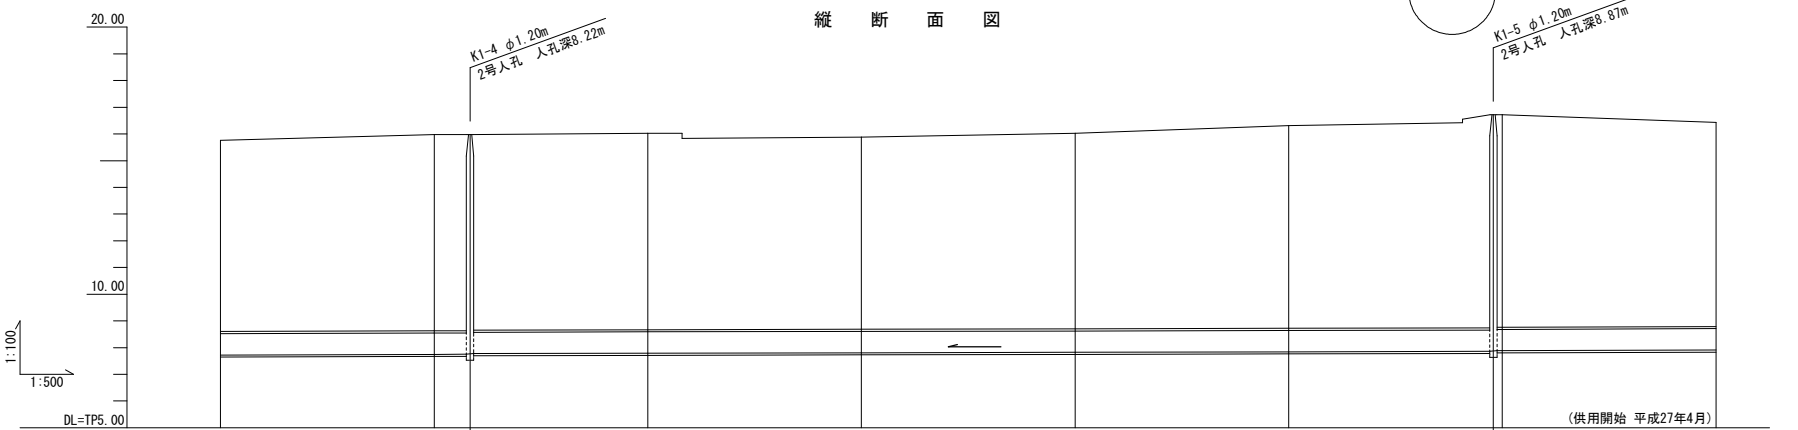 縦 断 面 図
20.00
K1-4 φ1.20m
2号人孔 人孔深8.22m
K1-5 φ1.20m
2号人孔 人孔深8.87m
10.00
1:100
1:500
DL=TP5.00
(供用開始 平成27年4月)